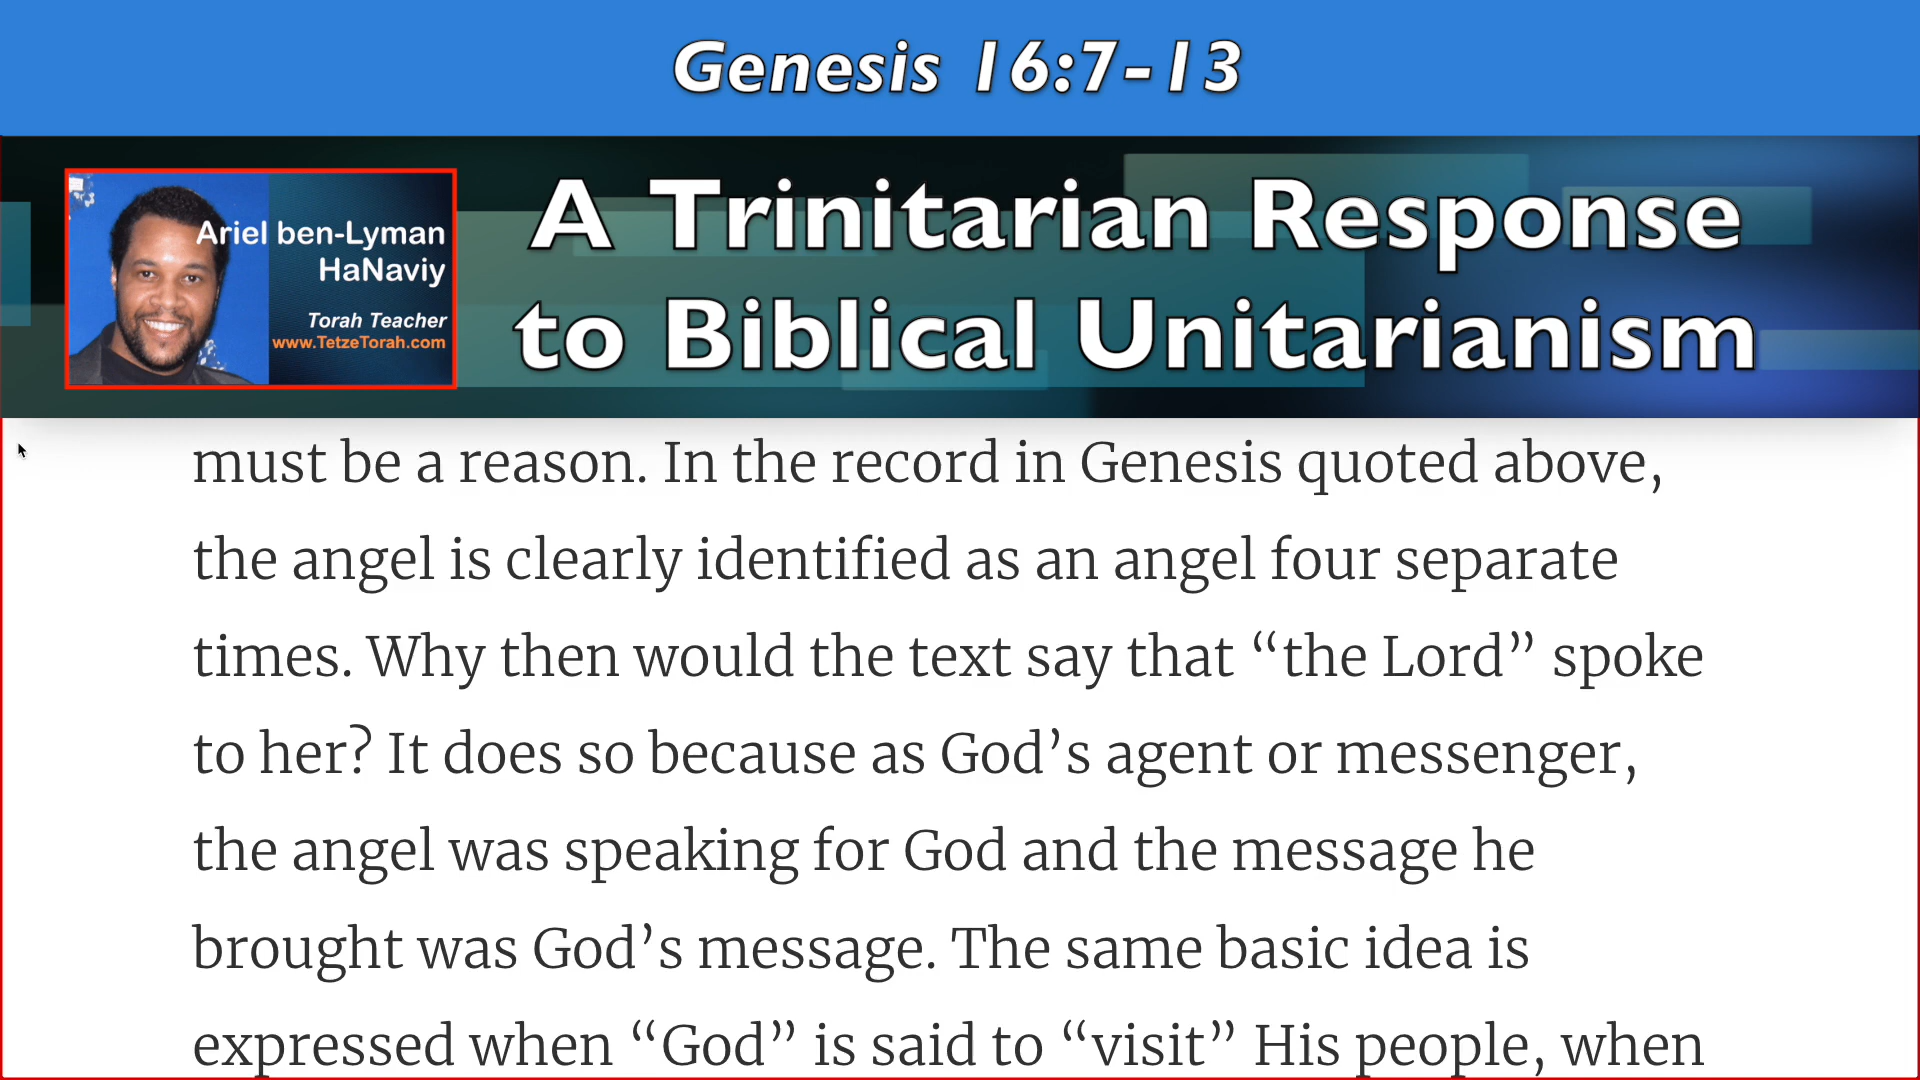 Genesis 16:7-13
Ariel ben-Lyman
HaNaviy
Torah Teacher
www.TetzeTorah.com
A Trinitarian Response
to Biblical Unitarianism
must be a reason. In the record in Genesis quoted above,
the angel is clearly identified as an angel four separate
times. Why then would the text say that “the Lord” spoke
to her? It does so because as God’s agent or messenger,
the angel was speaking for God and the message he
brought was God’s message. The same basic idea is
expressed when “God” is said to “visit” His people, when